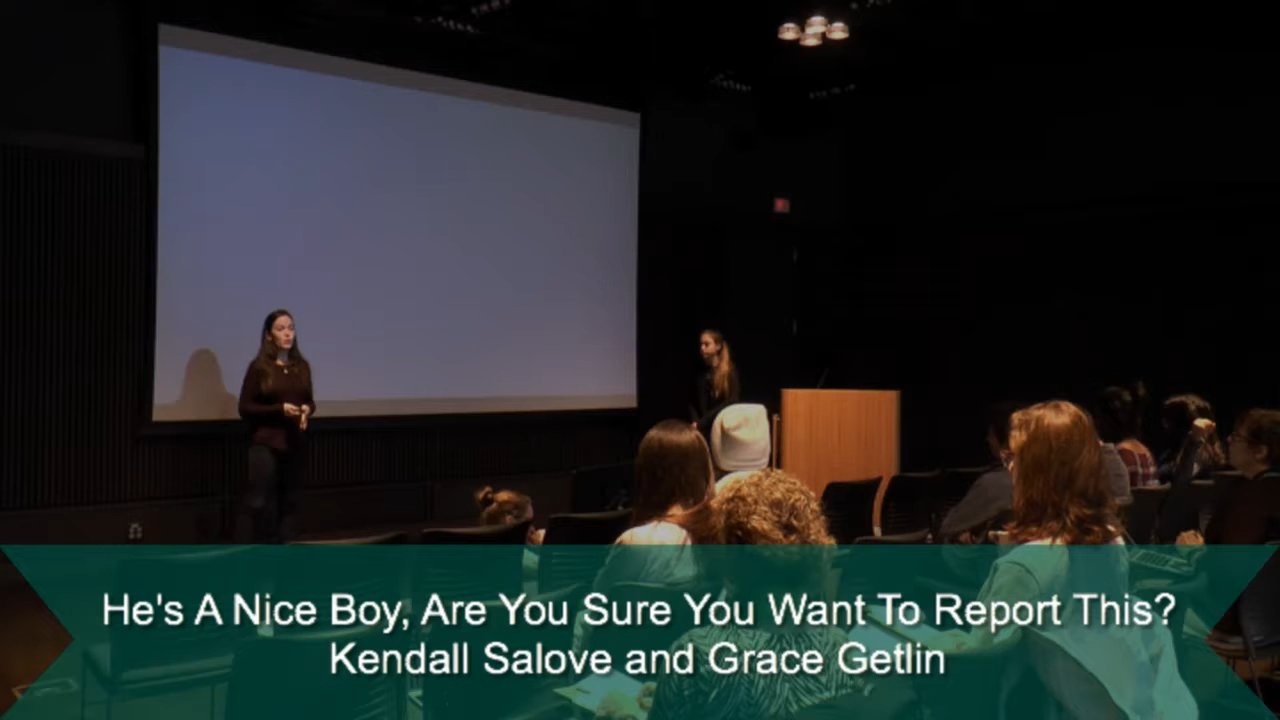 He's A Nice Boy, Are You Sure You Want To Report This?
Kendall Salove and Grace Getlin